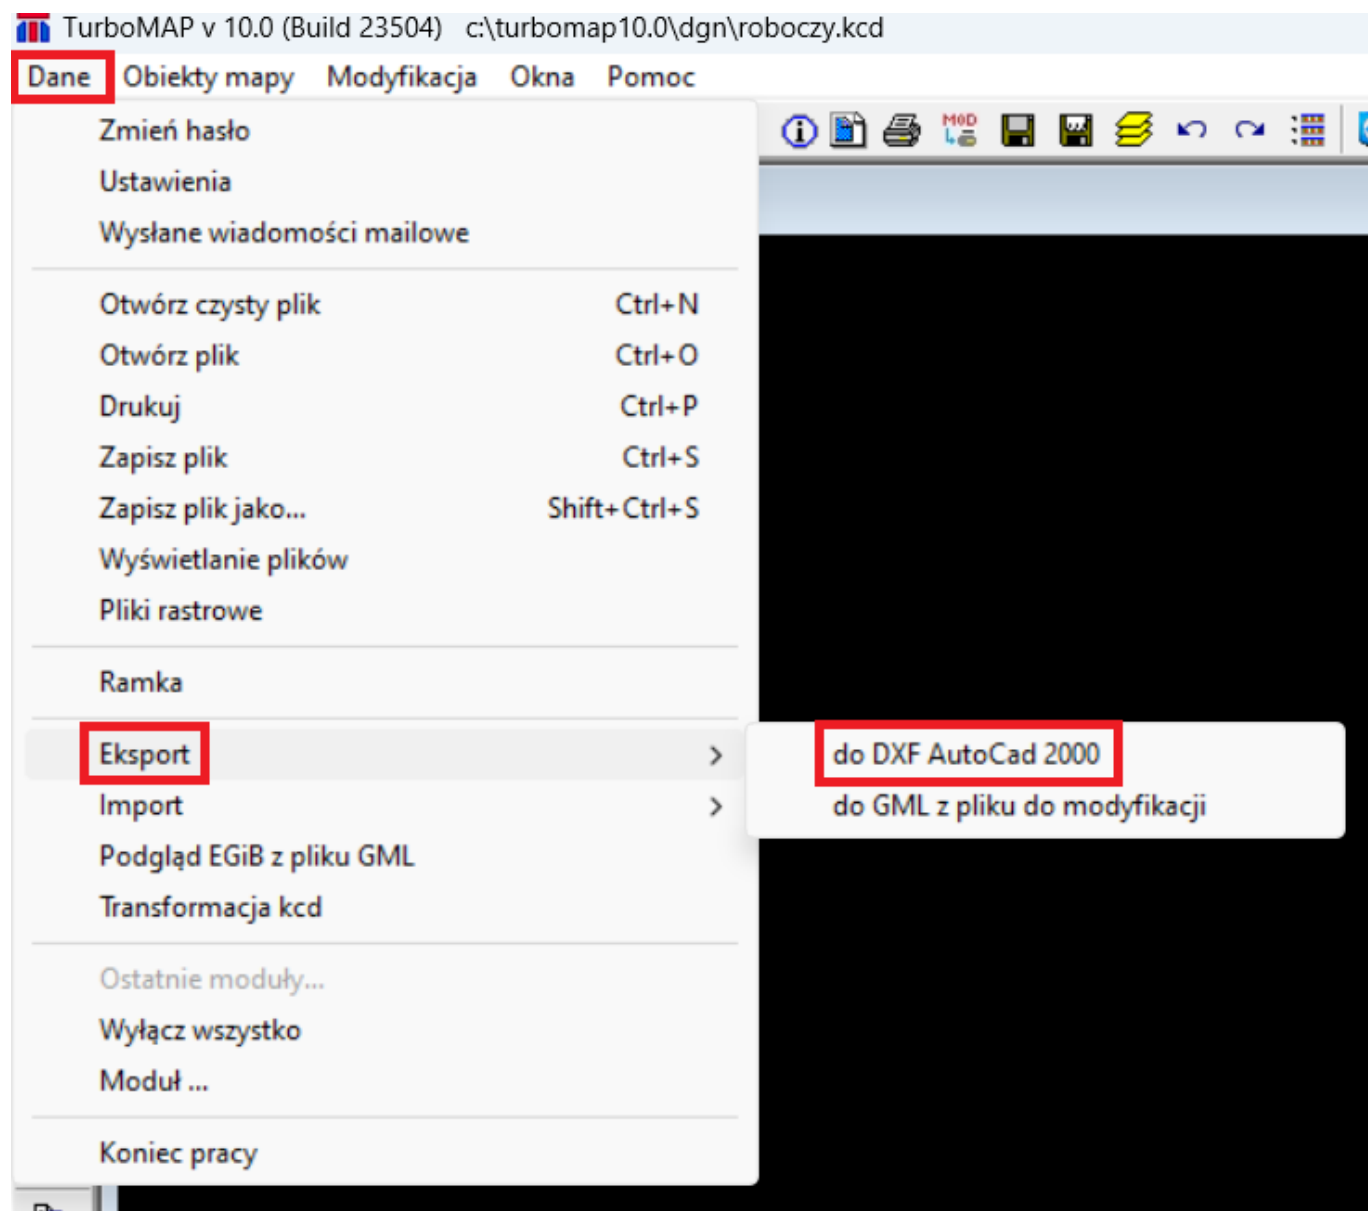 TurboMAP v 10.0 (Build 23504) c:\turbomap10.0\dgn\roboczy.kcd
Dane Obiekty mapy Modyfikacja Okna Pomoc
MOD
Zmień hasło
Ustawienia
Wysłane wiadomości mailowe
Otwórz czysty plik Ctrl+N
Otwórz plik Ctrl+O
Drukuj Ctrl+P
Zapisz plik Ctrl+S
Zapisz plik jako... Shift+Ctrl+S
Wyświetlanie plików
Pliki rastrowe
Ramka
Eksport >
do DXF AutoCad 2000
Import >
do GML z pliku do modyfikacji
Podgląd EGiB z pliku GML
Transformacja kcd
Ostatnie moduły...
Wyłącz wszystko
Moduł ...
Koniec pracy